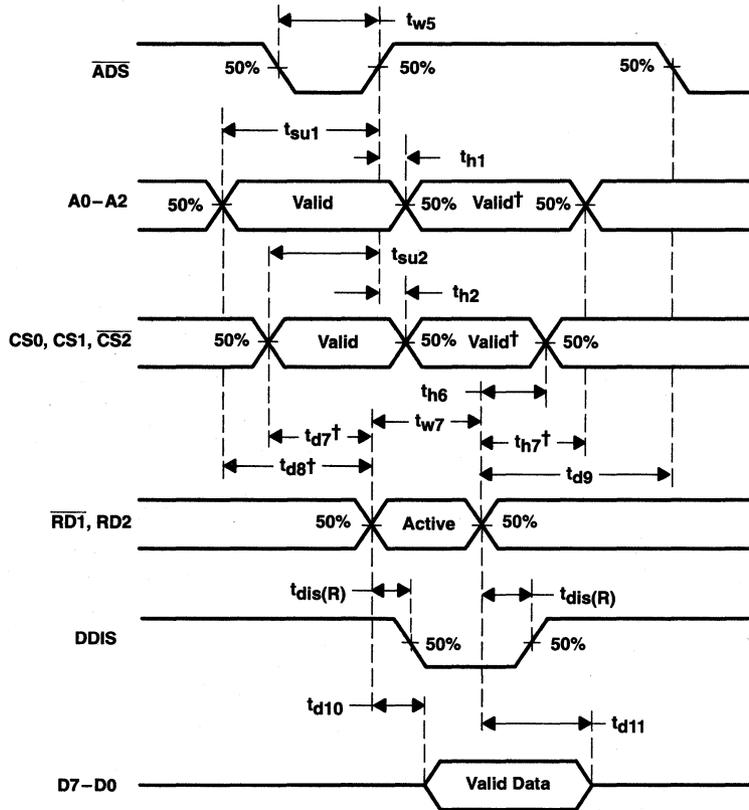 tw5
ADS 50% 50% 50%
tsu1
th1
A0–A2 50% Valid 50% Valid† 50%
tsu2
th2
CS0, CS1, CS2 50% Valid 50% Valid† 50%
th6
tw7
td7† th7†
td8† td9
RD1, RD2 50% Active 50%
tdis(R) tdis(R)
DDIS 50% 50%
td10
td11
D7–D0 Valid Data